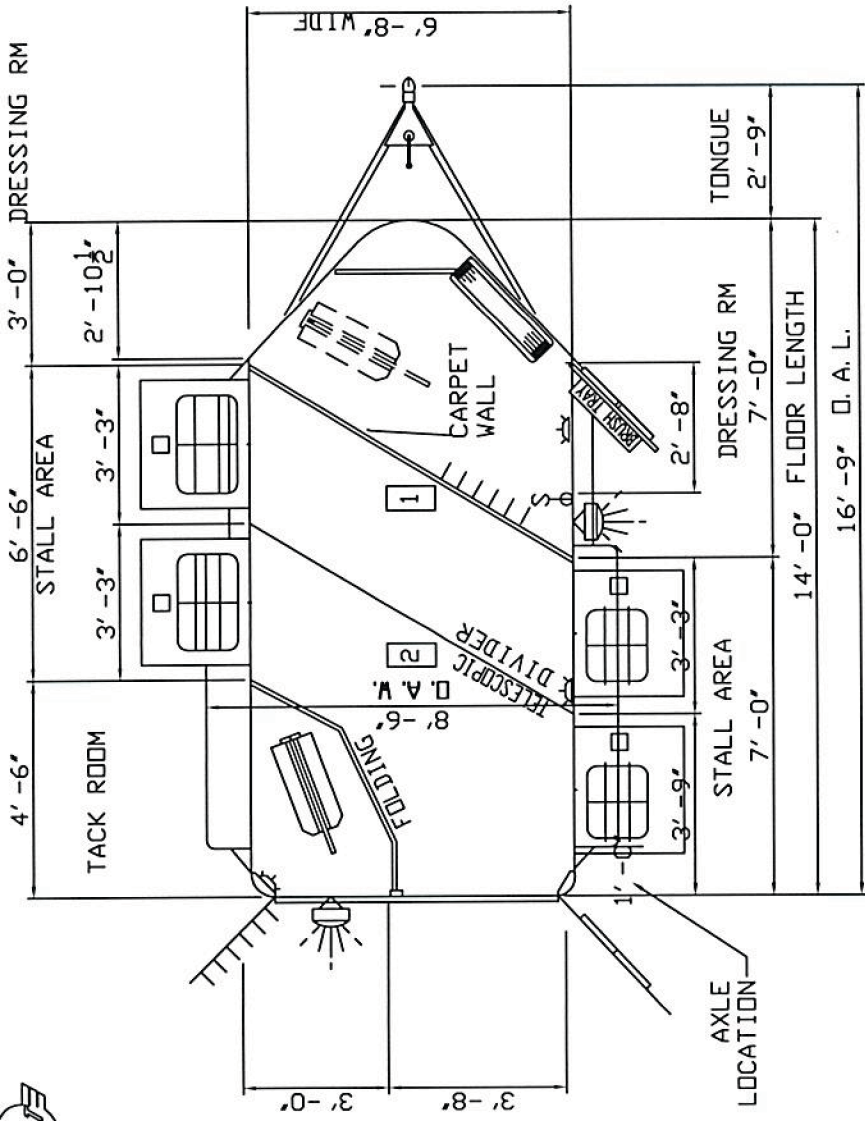 3'-0" DRESSING RM
2'-10 1/2"
6'-6"
STALL AREA
3'-3"
3'-3"
4'-6"
TACK ROOM
6'-8" WIDE
CARPET
WALL
1
2
TELESCOPIC
DIVIDER
8'-6"
O.A.W.
FOLDING
S
BRUSH TRAY
2'-8"
TONGUE
2'-9"
DRESSING RM
7'-0"
3'-3"
3'-9"
STALL AREA
7'-0"
14'-0" FLOOR LENGTH
16'-9" O.A.L.
3'-0"
3'-8"
AXLE
LOCATION